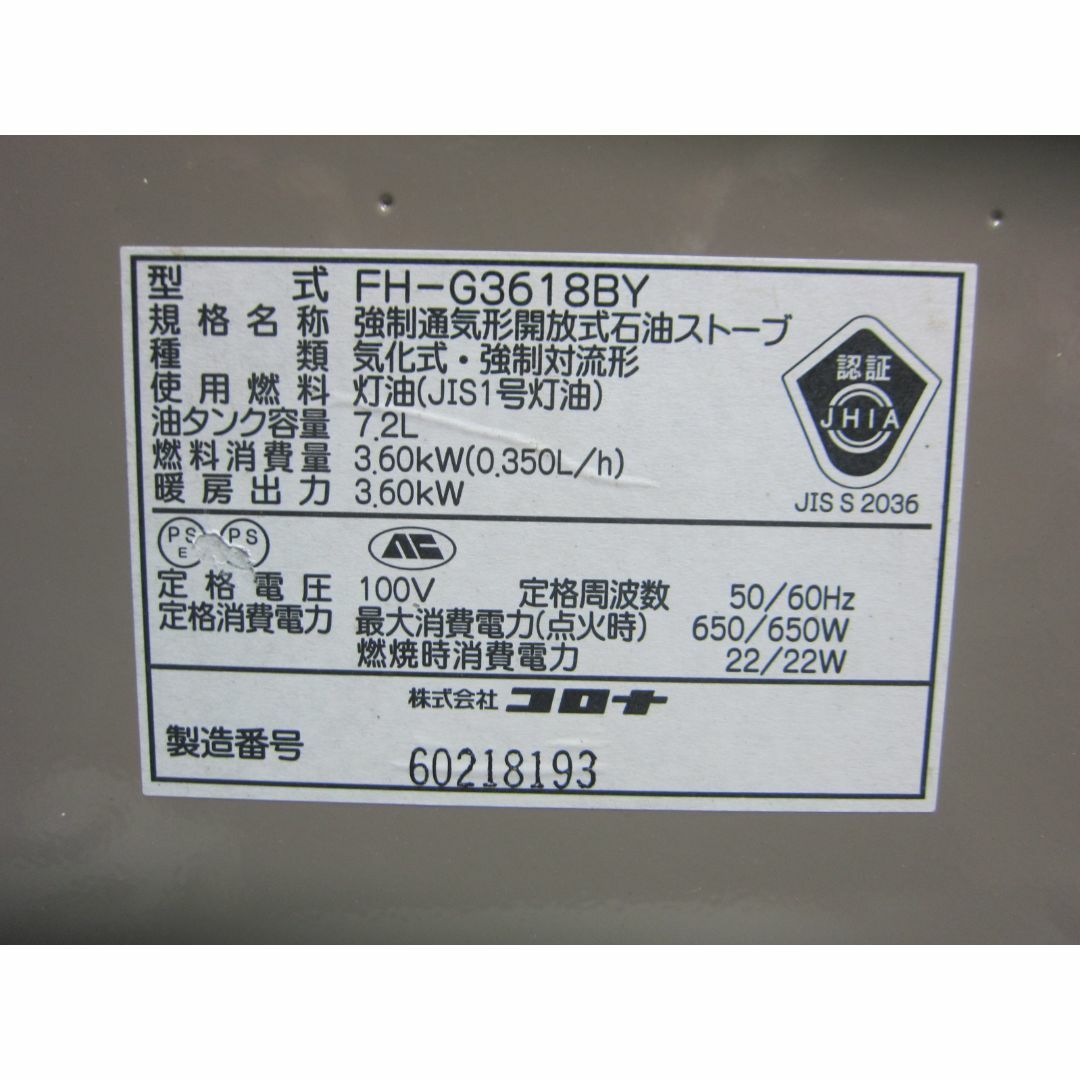 型式 FH-G3618BY
規格名称 強制通気形開放式石油ストーブ
種類 気化式・強制対流形
使用燃料 灯油(JIS1号灯油)
油タンク容量 7.2L
燃料消費量 3.60kW(0.350L/h)
暖房出力 3.60kW
認証
JHIA
JIS S 2036
PS E PS
定格電圧 100V 定格周波数 50/60Hz
定格消費電力 最大消費電力(点火時) 650/650W
燃焼時消費電力 22/22W
株式会社 コロナ
製造番号 60218193